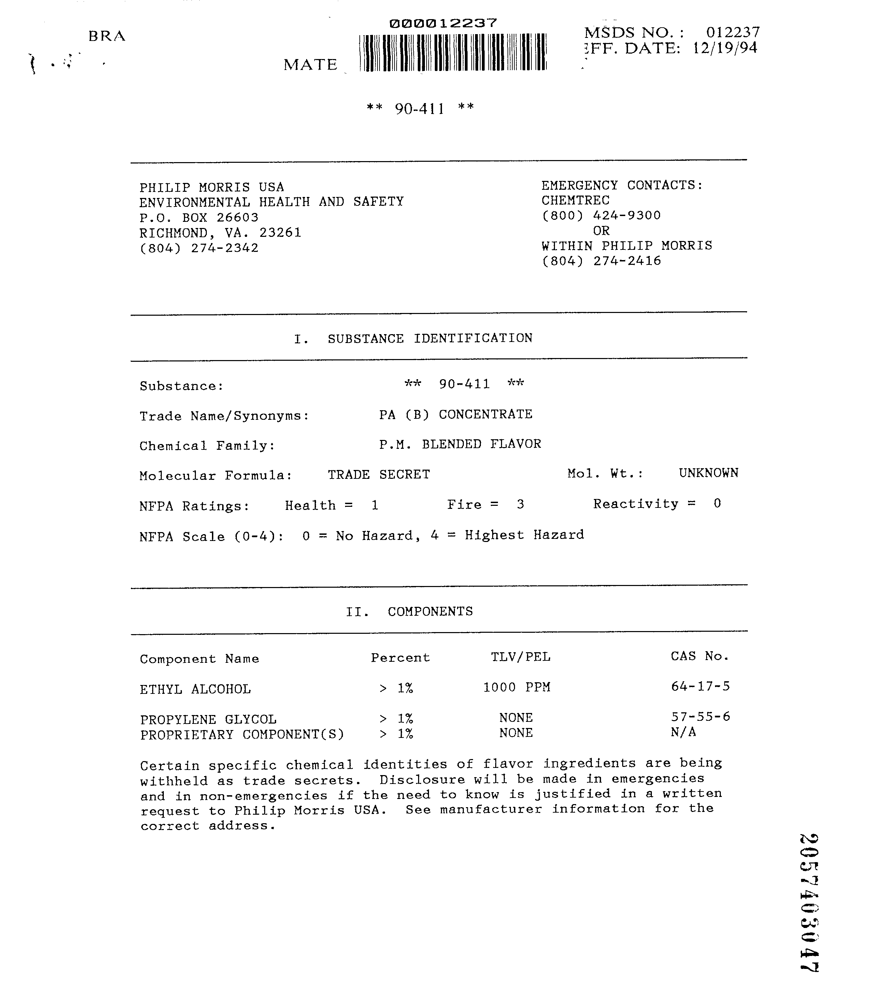 000012237
BRA
MSDS NO. : 012237
EFF. DATE: 12/19/94
MATE
** 90-411 **
PHILIP MORRIS USA
ENVIRONMENTAL HEALTH AND SAFETY
P.O. BOX 26603
RICHMOND, VA. 23261
(804) 274-2342
EMERGENCY CONTACTS:
CHEMTREC
(800) 424-9300
OR
WITHIN PHILIP MORRIS
(804) 274-2416
I. SUBSTANCE IDENTIFICATION
Substance: ** 90-411 **
Trade Name/Synonyms: PA (B) CONCENTRATE
Chemical Family: P.M. BLENDED FLAVOR
Molecular Formula: TRADE SECRET Mol. Wt.: UNKNOWN
NFPA Ratings: Health = 1 Fire = 3 Reactivity = 0
NFPA Scale (0-4): 0 = No Hazard, 4 = Highest Hazard
II. COMPONENTS
Component Name Percent TLV/PEL CAS No.
ETHYL ALCOHOL > 1% 1000 PPM 64-17-5
PROPYLENE GLYCOL > 1% NONE 57-55-6
PROPRIETARY COMPONENT(S) > 1% NONE N/A
Certain specific chemical identities of flavor ingredients are being
withheld as trade secrets. Disclosure will be made in emergencies
and in non-emergencies if the need to know is justified in a written
request to Philip Morris USA. See manufacturer information for the
correct address.
2057403047